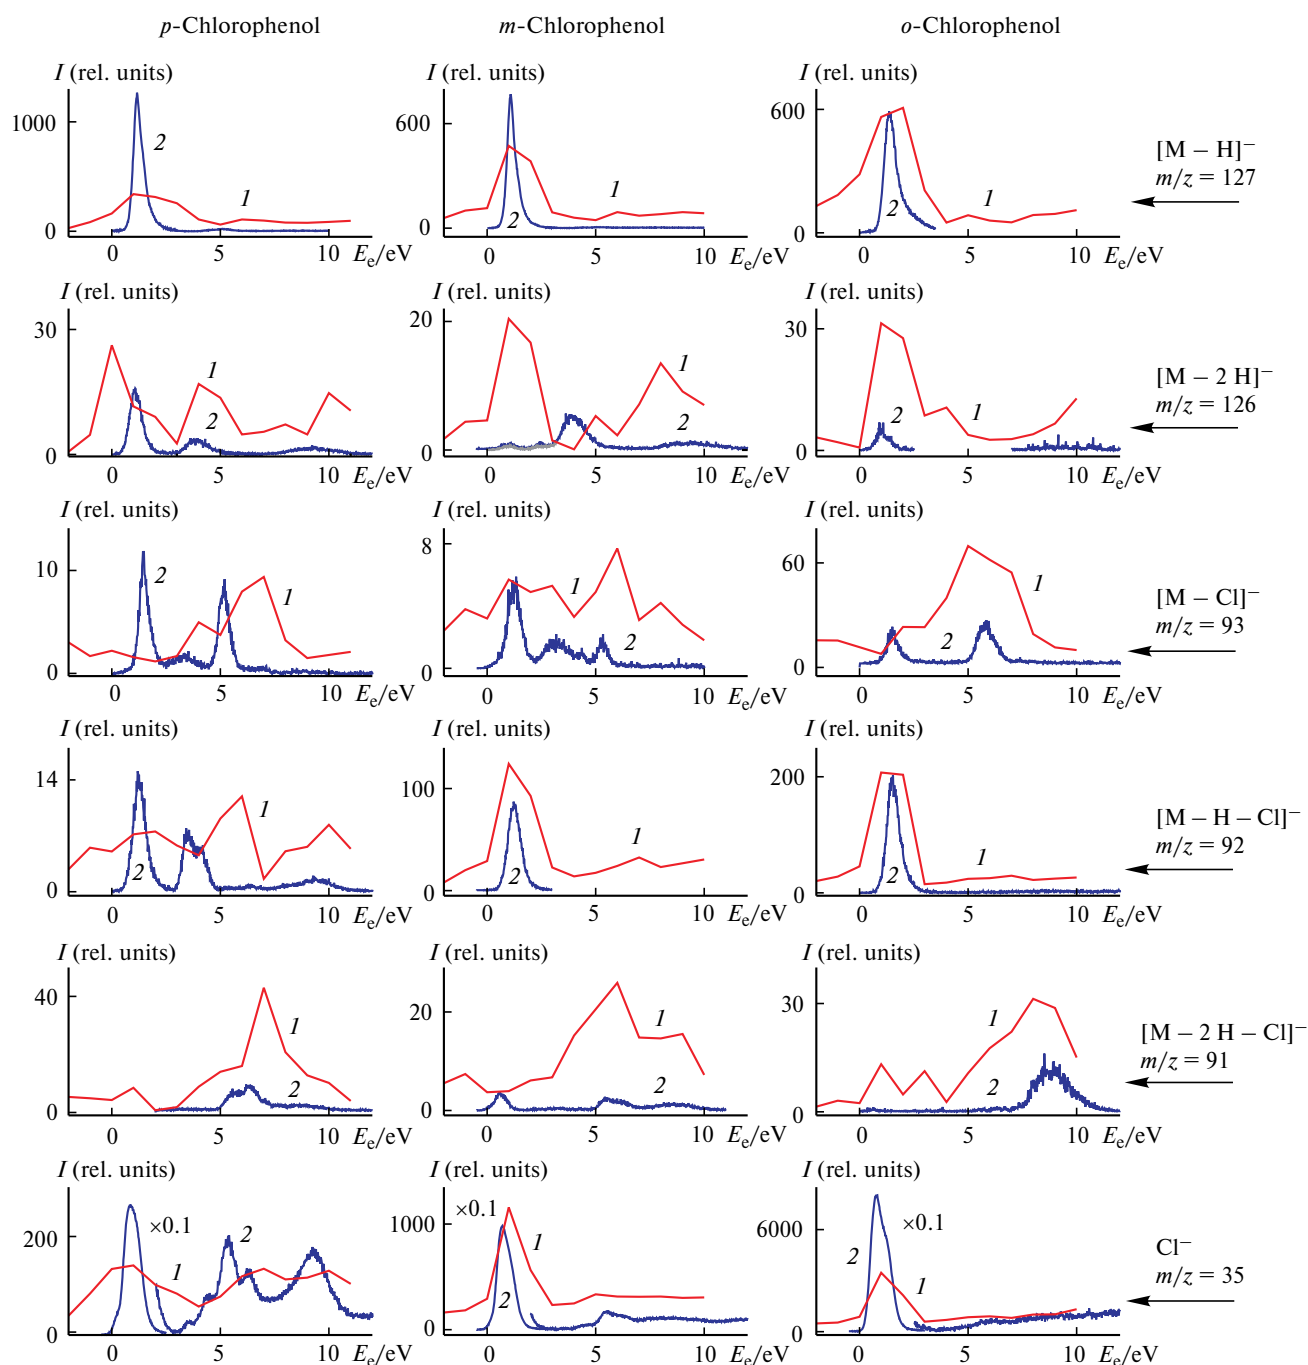 p-Chlorophenol m-Chlorophenol o-Chlorophenol
I (rel. units) I (rel. units) I (rel. units)
1000 2 1 0 0 5 10 Ee/eV
600 1 2 0 0 5 10 Ee/eV
600 2 1 0 0 5 10 Ee/eV
[M − H]−
m/z = 127
I (rel. units) I (rel. units) I (rel. units)
30 1 2 0 0 5 10 Ee/eV
20 1 2 0 0 5 10 Ee/eV
30 1 2 0 0 5 10 Ee/eV
[M − 2 H]−
m/z = 126
I (rel. units) I (rel. units) I (rel. units)
10 2 1 0 0 5 10 Ee/eV
8 1 2 0 0 5 10 Ee/eV
60 1 2 0 0 5 10 Ee/eV
[M − Cl]−
m/z = 93
I (rel. units) I (rel. units) I (rel. units)
14 1 2 0 0 5 10 Ee/eV
100 1 2 0 0 5 10 Ee/eV
200 1 2 0 0 5 10 Ee/eV
[M − H − Cl]−
m/z = 92
I (rel. units) I (rel. units) I (rel. units)
40 1 2 0 0 5 10 Ee/eV
20 1 2 0 0 5 10 Ee/eV
30 1 2 0 0 5 10 Ee/eV
[M − 2 H − Cl]−
m/z = 91
I (rel. units) I (rel. units) I (rel. units)
200 ×0.1 2 1 0 0 5 10 Ee/eV
1000 ×0.1 1 2 0 0 5 10 Ee/eV
6000 ×0.1 2 1 0 0 5 10 Ee/eV
Cl−
m/z = 35